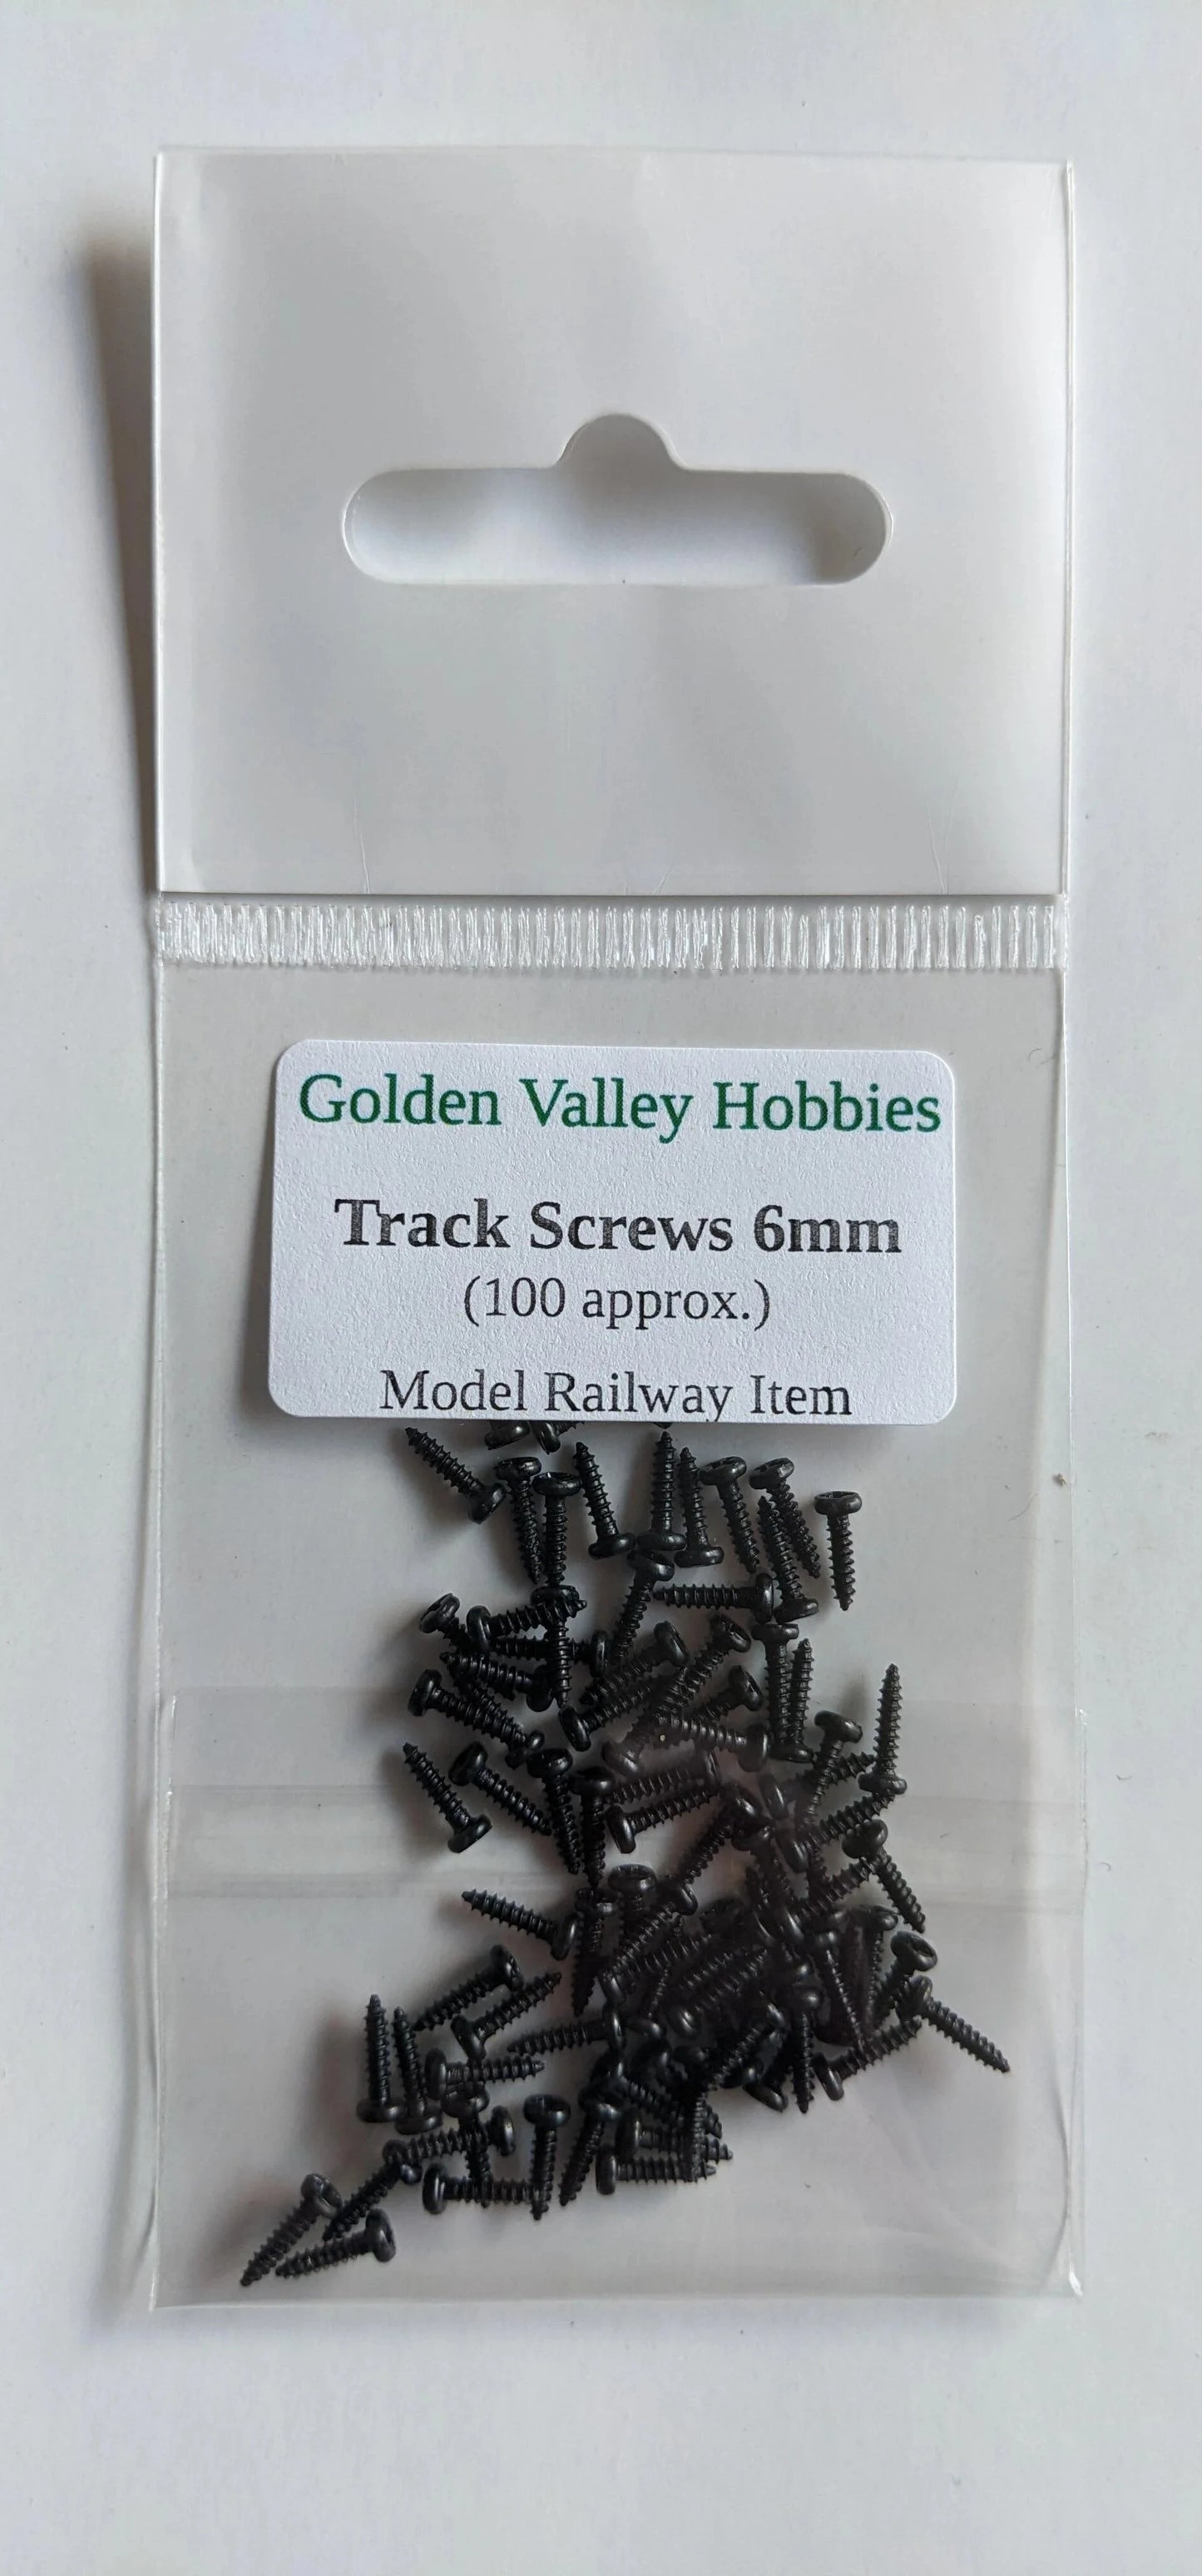 Golden Valley Hobbies
Track Screws 6mm
(100 approx.)
Model Railway Item